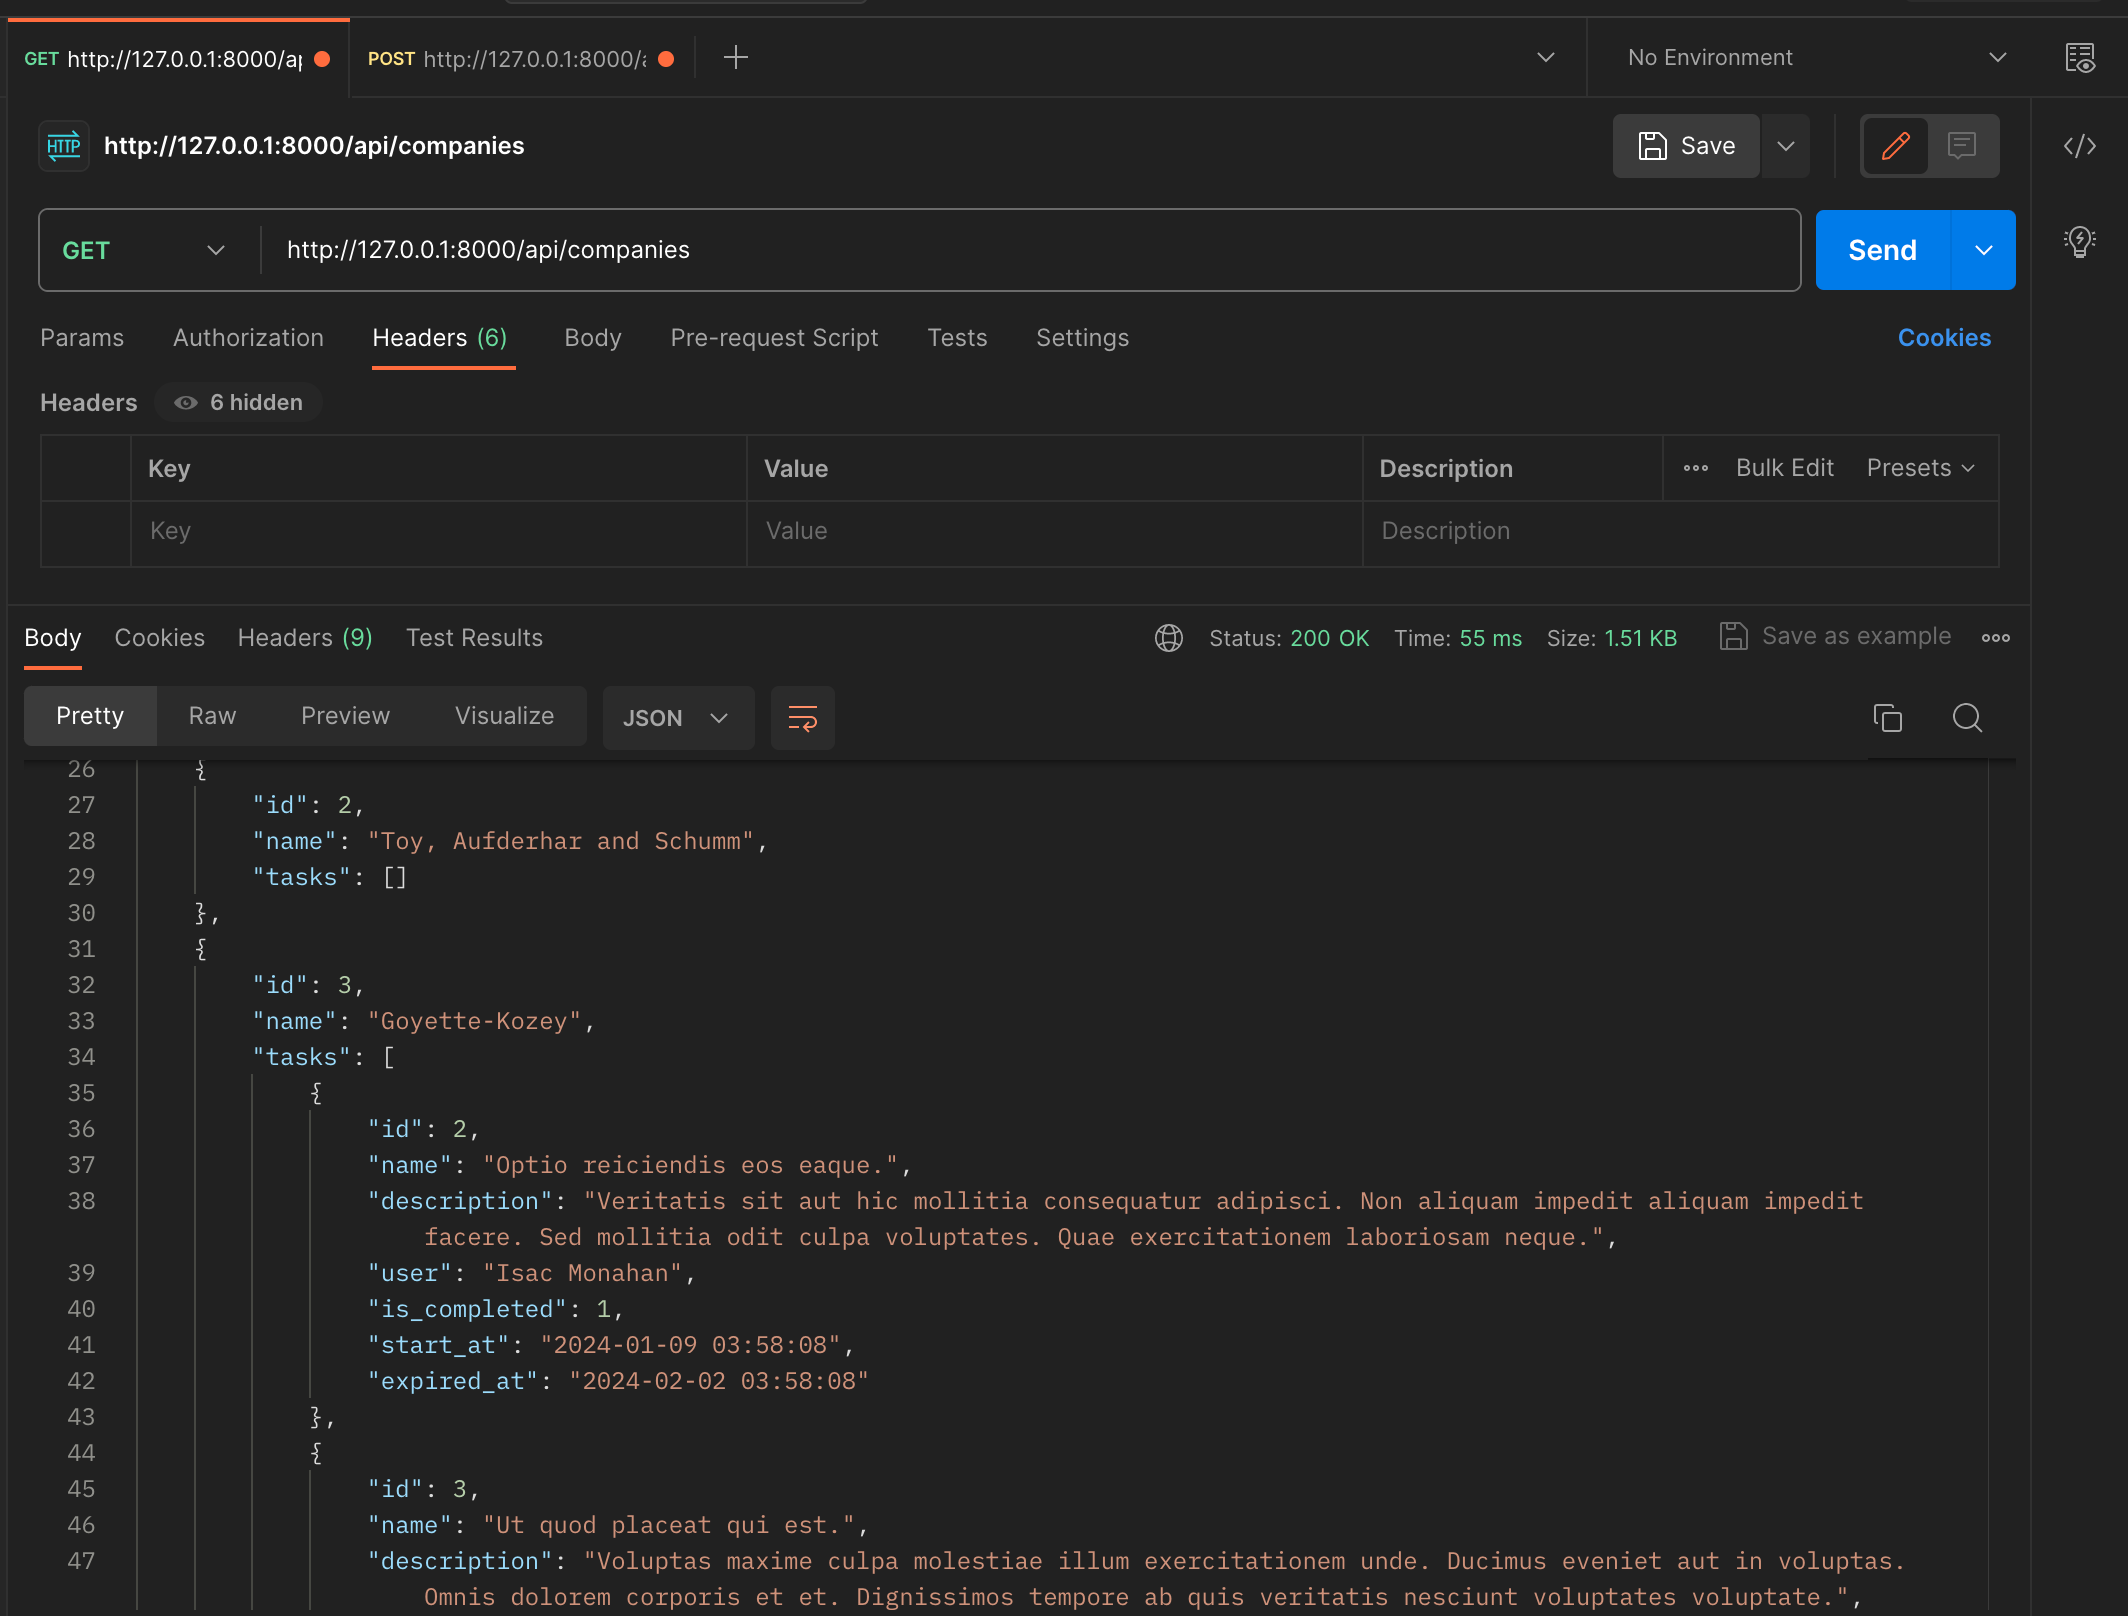 GET http://127.0.0.1:8000/ap
POST http://127.0.0.1:8000/a
No Environment
HTTP http://127.0.0.1:8000/api/companies
Save
GET http://127.0.0.1:8000/api/companies
Send
Params Authorization Headers (6) Body Pre-request Script Tests Settings Cookies
Headers 6 hidden
Key Value Description Bulk Edit Presets
Key Value Description
Body Cookies Headers (9) Test Results Status: 200 OK Time: 55 ms Size: 1.51 KB Save as example
Pretty Raw Preview Visualize JSON
26 {
27 "id": 2,
28 "name": "Toy, Aufderhar and Schumm",
29 "tasks": []
30 },
31 {
32 "id": 3,
33 "name": "Goyette-Kozey",
34 "tasks": [
35 {
36 "id": 2,
37 "name": "Optio reiciendis eos eaque.",
38 "description": "Veritatis sit aut hic mollitia consequatur adipisci. Non aliquam impedit aliquam impedit
facere. Sed mollitia odit culpa voluptates. Quae exercitationem laboriosam neque.",
39 "user": "Isac Monahan",
40 "is_completed": 1,
41 "start_at": "2024-01-09 03:58:08",
42 "expired_at": "2024-02-02 03:58:08"
43 },
44 {
45 "id": 3,
46 "name": "Ut quod placeat qui est.",
47 "description": "Voluptas maxime culpa molestiae illum exercitationem unde. Ducimus eveniet aut in voluptas.
Omnis dolorem corporis et et. Dignissimos tempore ab quis veritatis nesciunt voluptates voluptate.",